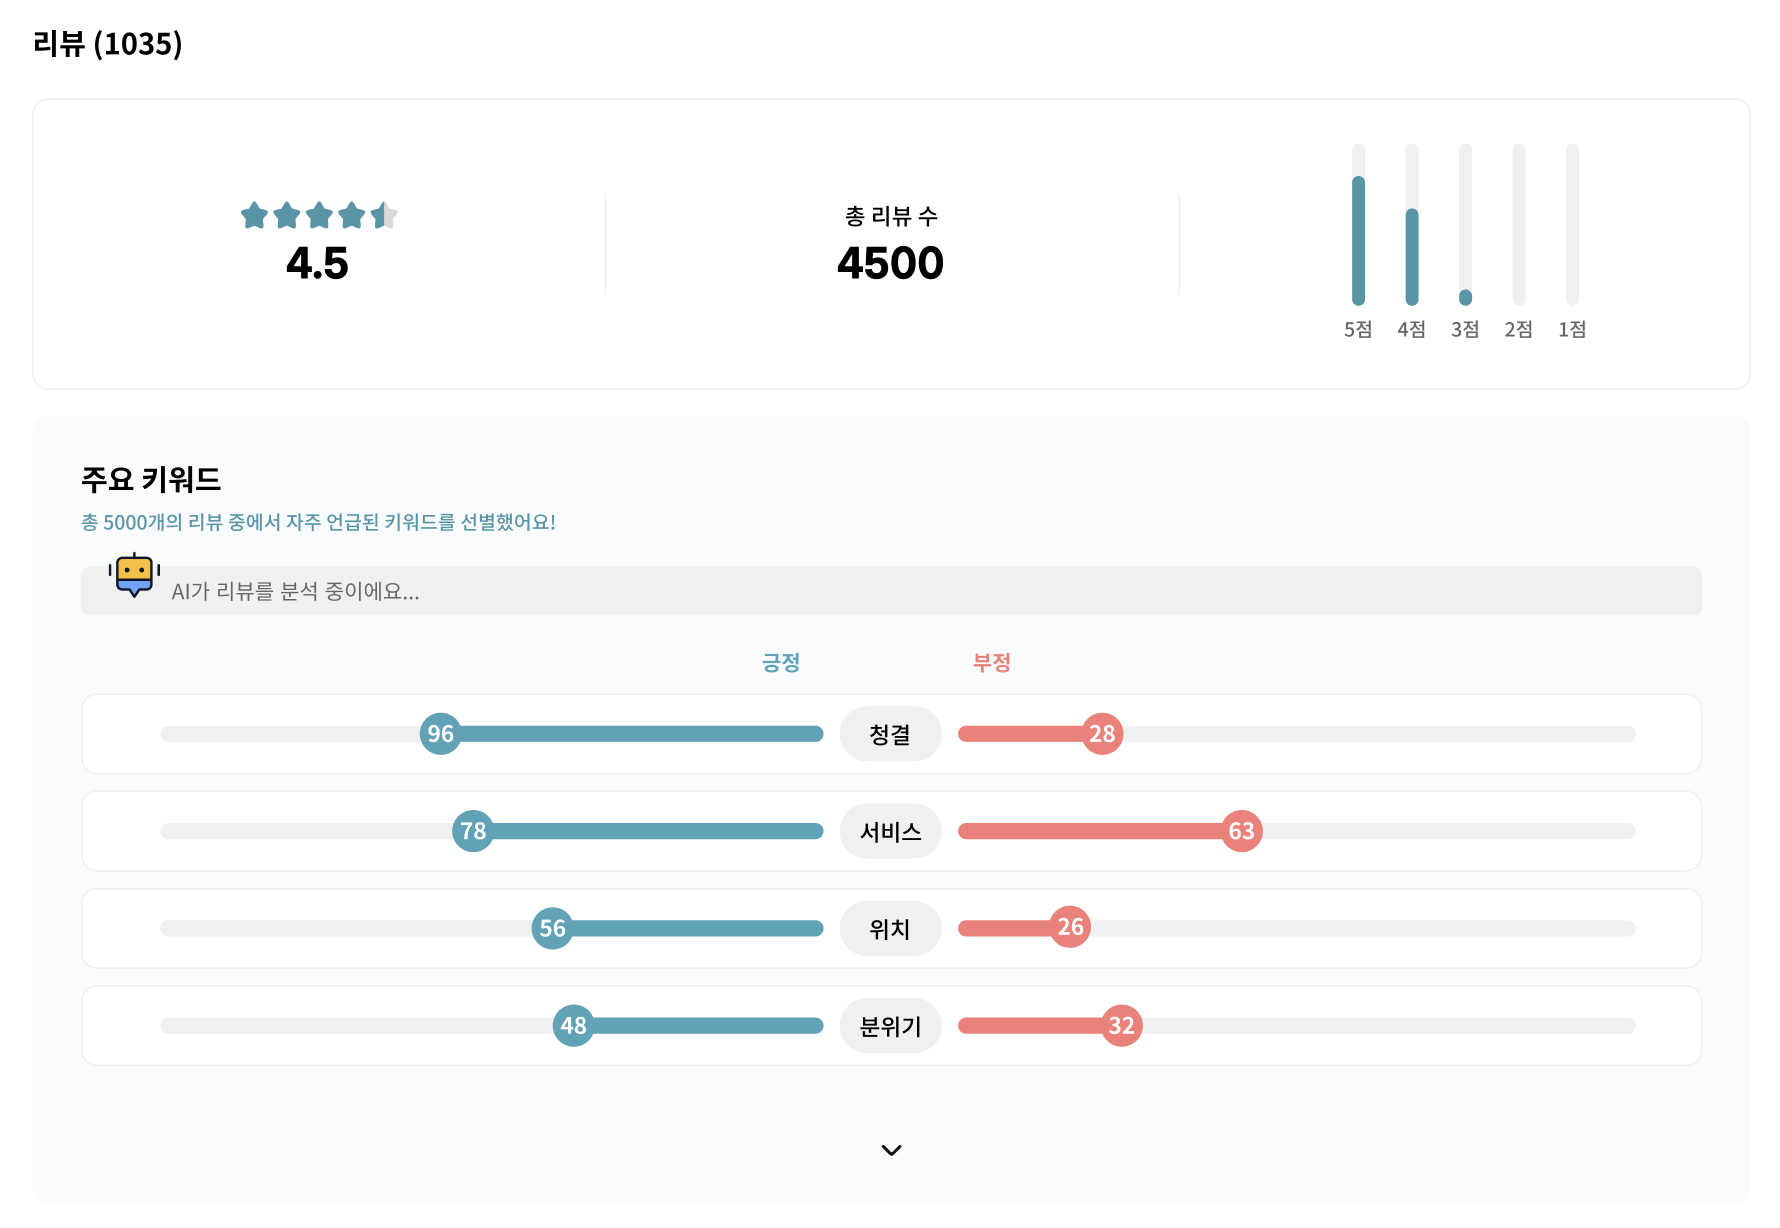 리뷰 (1035)
4.5
총 리뷰 수
4500
5점 4점 3점 2점 1점
주요 키워드
총 5000개의 리뷰 중에서 자주 언급된 키워드를 선별했어요!
AI가 리뷰를 분석 중이에요...
긍정 부정
96 청결 28
78 서비스 63
56 위치 26
48 분위기 32